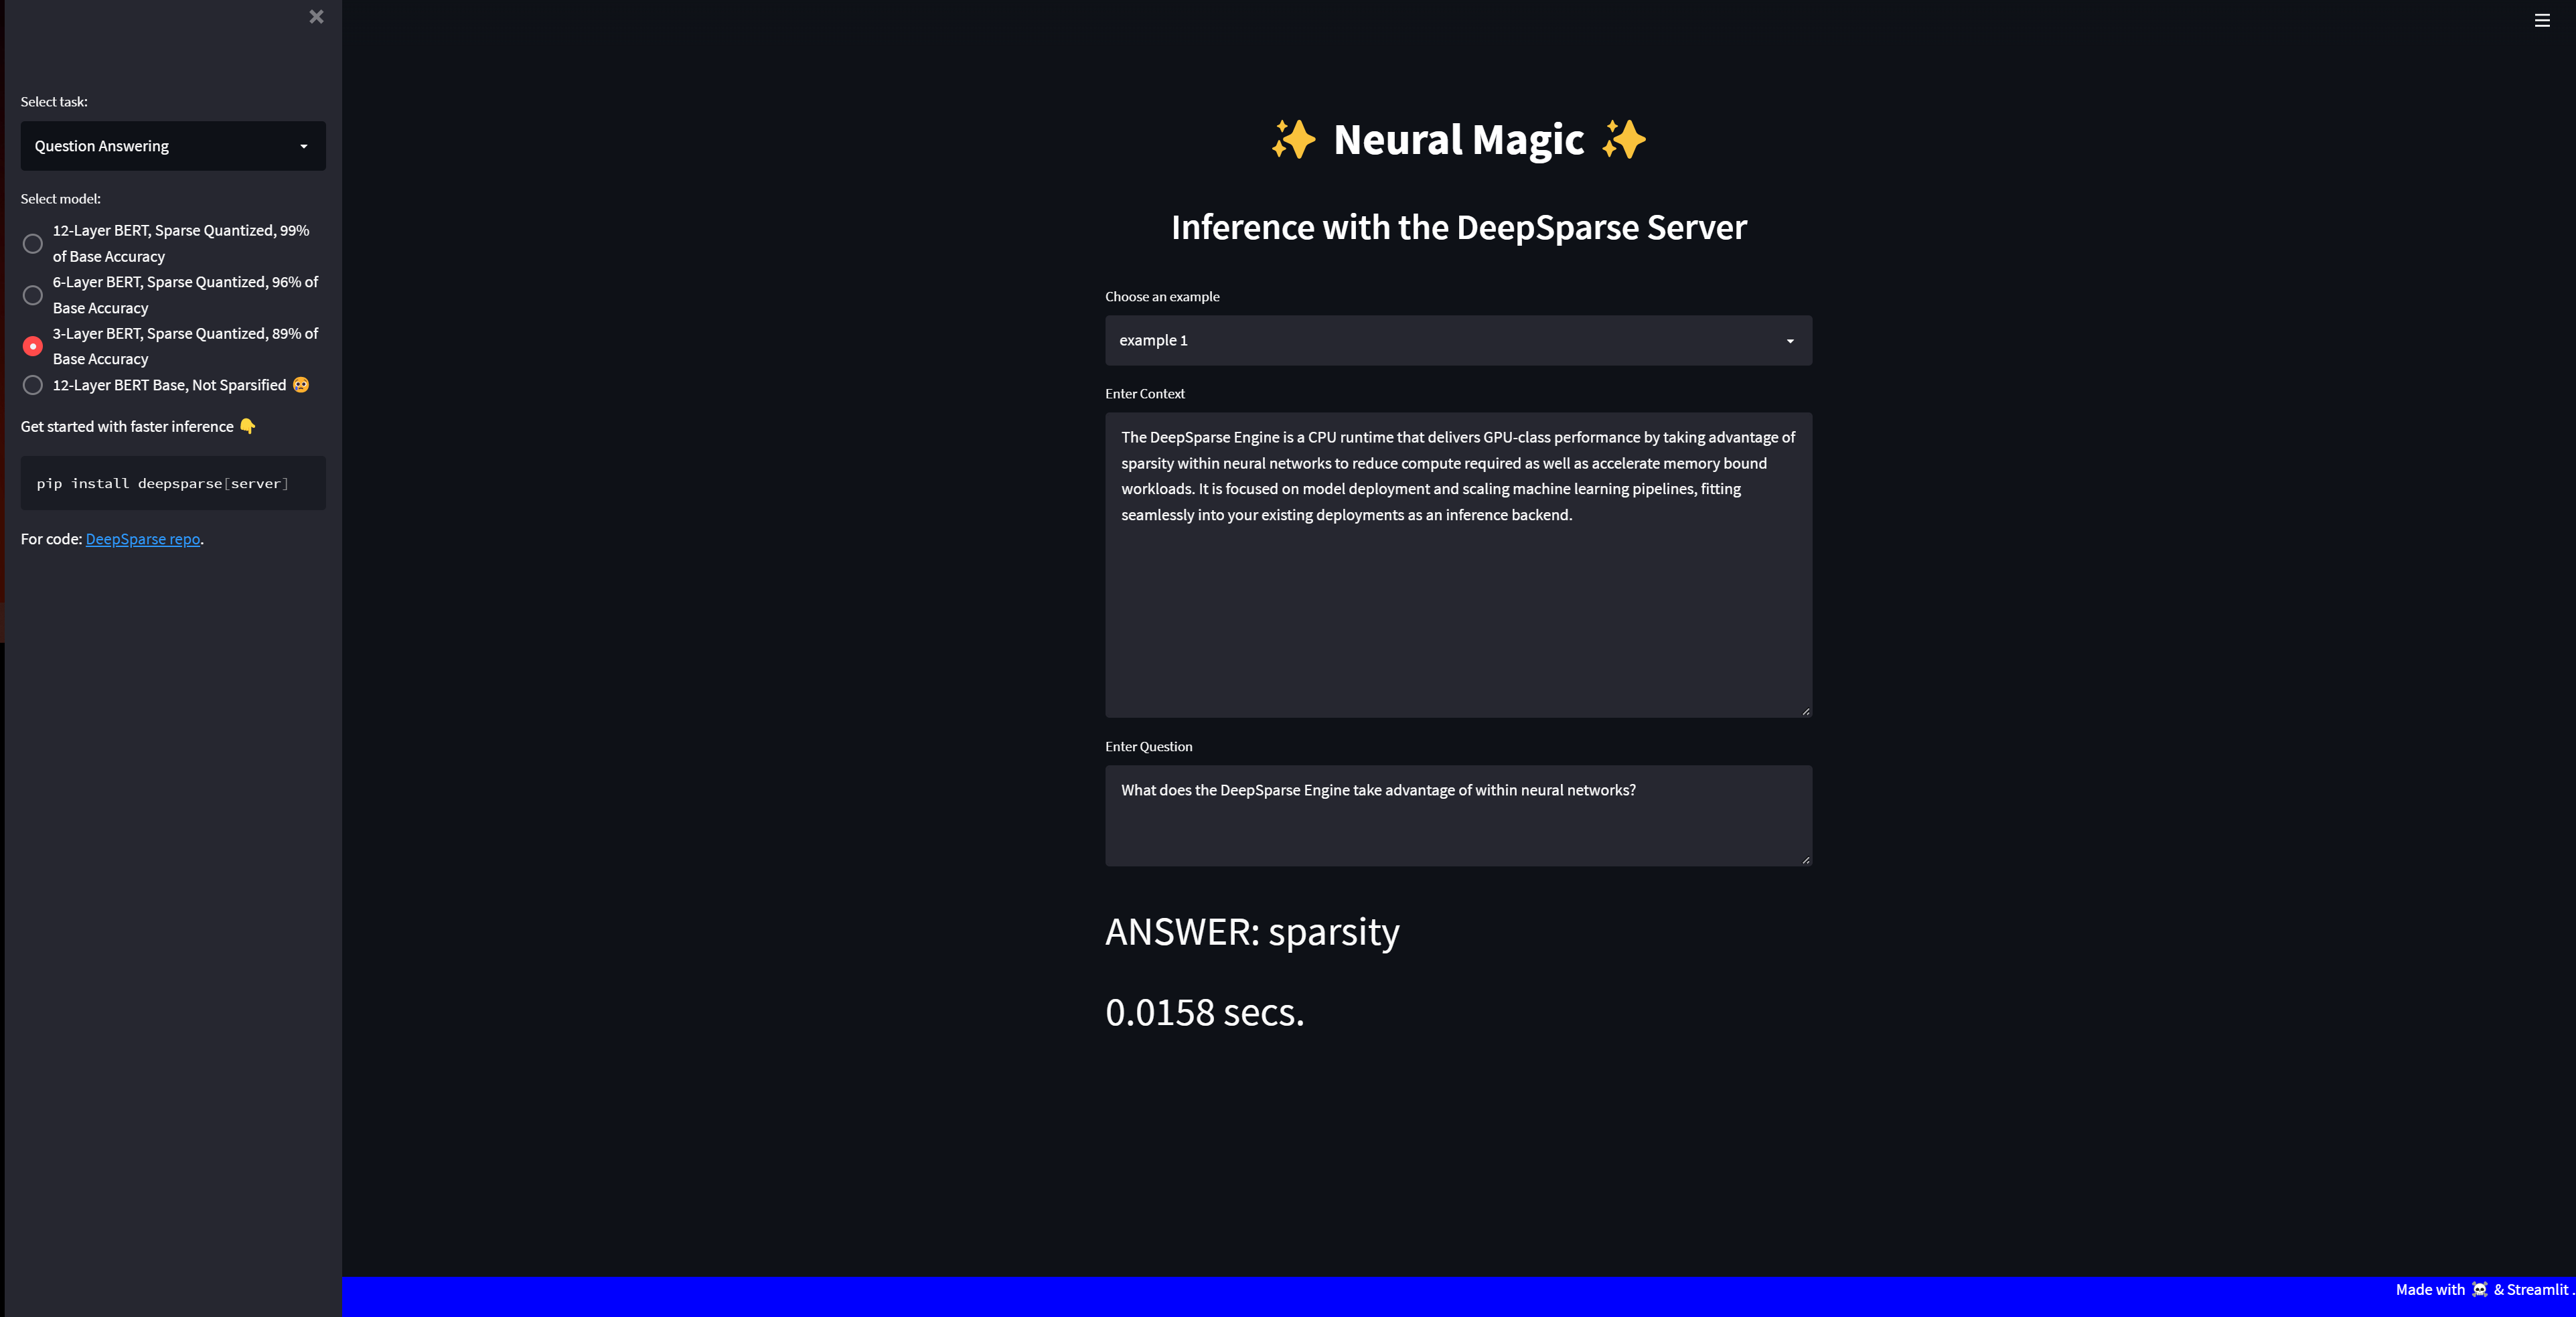 Select task:
Question Answering
Select model:
12-Layer BERT, Sparse Quantized, 99%
of Base Accuracy
6-Layer BERT, Sparse Quantized, 96% of
Base Accuracy
3-Layer BERT, Sparse Quantized, 89% of
Base Accuracy
12-Layer BERT Base, Not Sparsified 😢
Get started with faster inference 👇
pip install deepsparse[server]
For code: DeepSparse repo.
✨ Neural Magic ✨
Inference with the DeepSparse Server
Choose an example
example 1
Enter Context
The DeepSparse Engine is a CPU runtime that delivers GPU-class performance by taking advantage of
sparsity within neural networks to reduce compute required as well as accelerate memory bound
workloads. It is focused on model deployment and scaling machine learning pipelines, fitting
seamlessly into your existing deployments as an inference backend.
Enter Question
What does the DeepSparse Engine take advantage of within neural networks?
ANSWER: sparsity
0.0158 secs.
Made with ☠️ & Streamlit .